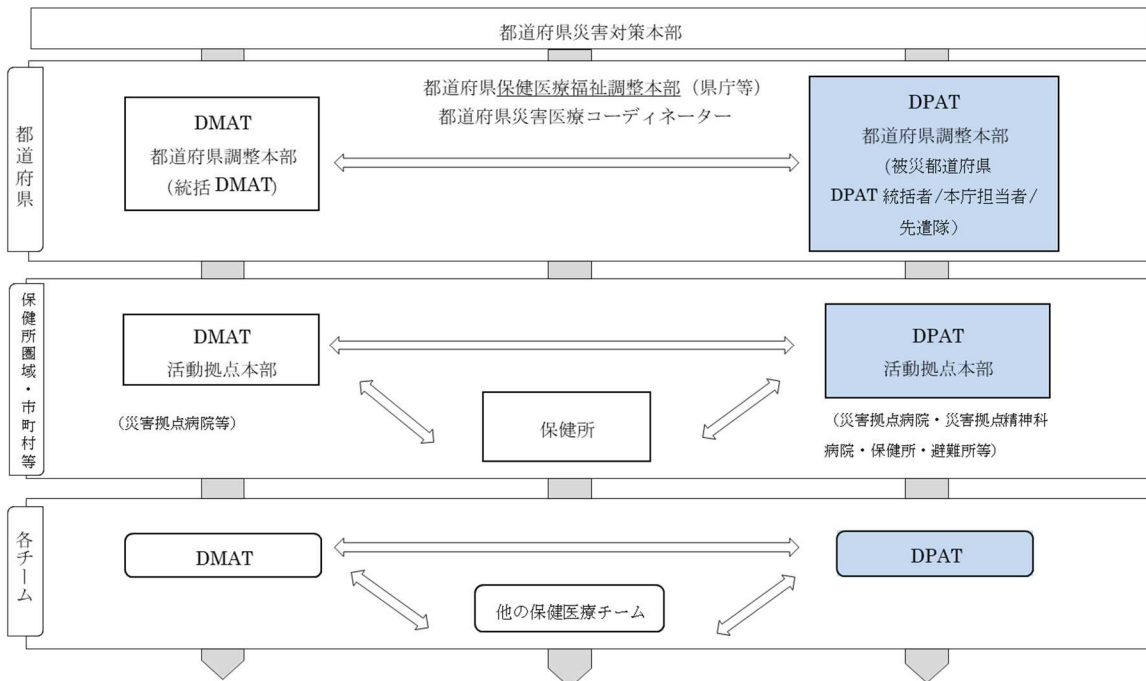 都道府県災害対策本部
都道府県
都道府県保健医療福祉調整本部（県庁等）
都道府県災害医療コーディネーター
DMAT
都道府県調整本部
(統括 DMAT)
DPAT
都道府県調整本部
(被災都道府県
DPAT 統括者/本庁担当者/
先遣隊）
保健所圏域・市町村等
DMAT
活動拠点本部
（災害拠点病院等）
保健所
DPAT
活動拠点本部
（災害拠点病院・災害拠点精神科
病院・保健所・避難所等）
各チーム
DMAT
DPAT
他の保健医療チーム